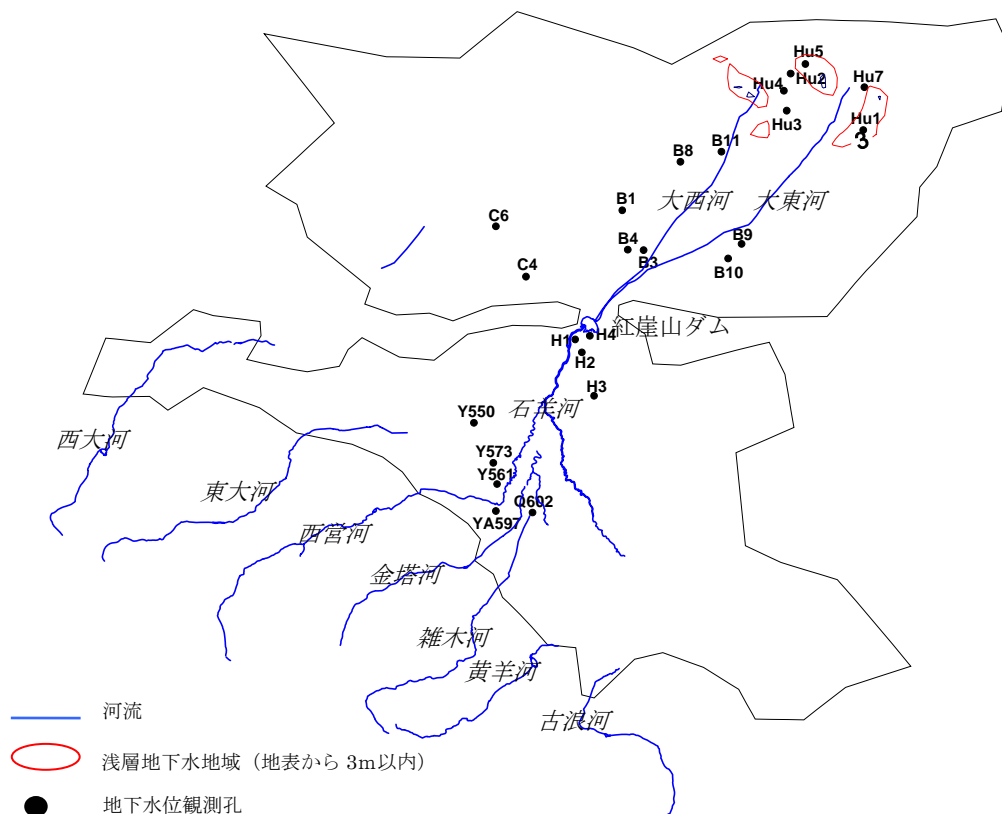 Hu5
Hu2
Hu4
Hu7
Hu3
Hu1
3
B11
B8
B1
大西河
大東河
C6
B4
B3
B9
B10
C4
紅崖山ダム
H1
H4
H2
H3
石羊河
Y550
西大河
Y573
Y561
東大河
Q602
YA597
西営河
金塔河
雑木河
黄羊河
古浪河
河流
浅層地下水地域（地表から 3m以内）
地下水位観測孔